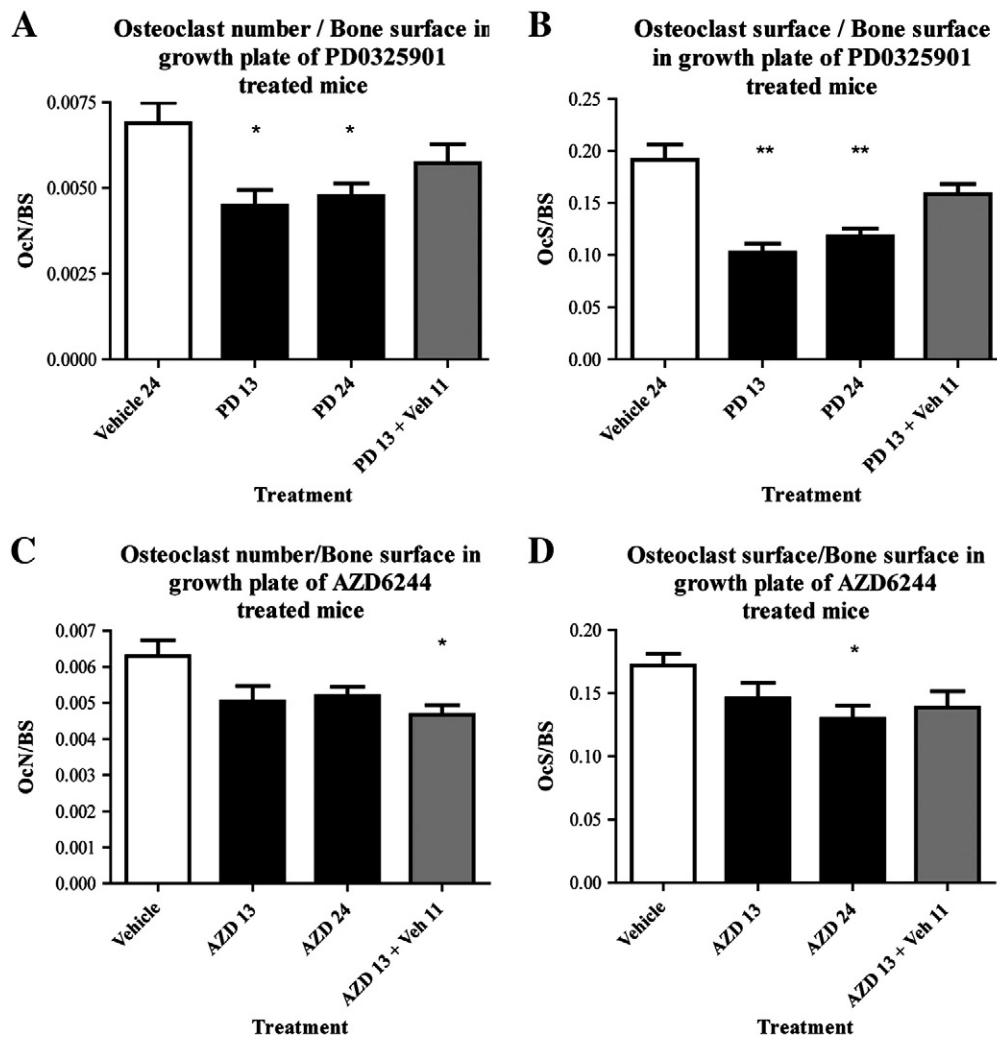 A
Osteoclast number / Bone surface in
growth plate of PD0325901
treated mice
OcN/BS
0.0075
0.0050
0.0025
0.0000
*
*
Vehicle 24
PD 13
PD 24
PD 13 + Veh 11
Treatment
B
Osteoclast surface / Bone surface
in growth plate of PD0325901
treated mice
OcS/BS
0.25
0.20
0.15
0.10
0.05
0.00
**
**
Vehicle 24
PD 13
PD 24
PD 13 + Veh 11
Treatment
C
Osteoclast number/Bone surface in
growth plate of AZD6244
treated mice
OcN/BS
0.007
0.006
0.005
0.004
0.003
0.002
0.001
0.000
*
Vehicle
AZD 13
AZD 24
AZD 13 + Veh 11
Treatment
D
Osteoclast surface/Bone surface in
growth plate of AZD6244
treated mice
OcS/BS
0.20
0.15
0.10
0.05
0.00
*
Vehicle
AZD 13
AZD 24
AZD 13 + Veh 11
Treatment